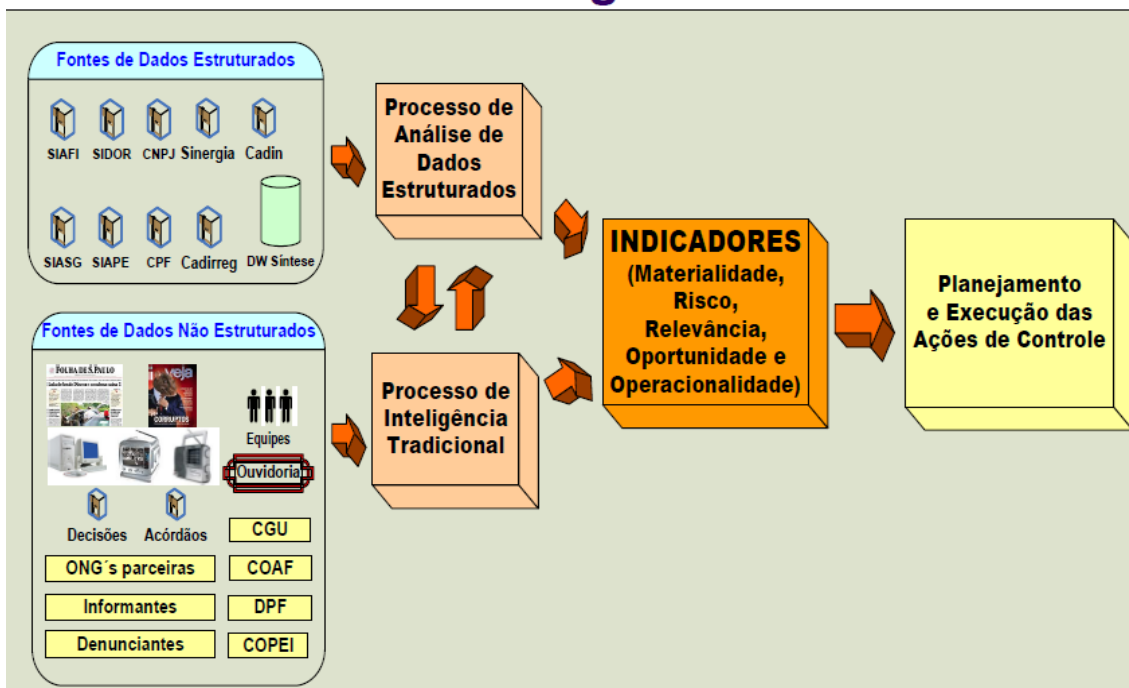 Fontes de Dados Estruturados
SIAFI SIDOR CNPJ Sinergia Cadin
SIASG SIAPE CPF Cadirreg DW Síntese
Processo de
Análise de
Dados
Estruturados
INDICADORES
(Materialidade,
Risco,
Relevância,
Oportunidade e
Operacionalidade)
Planejamento
e Execução das
Ações de Controle
Fontes de Dados Não Estruturados
FOLHA DE S. PAULO
veja
CORRUPTOS
Equipes
Ouvidoria
Decisões Acórdãos
CGU
ONG´s parceiras
COAF
Informantes
DPF
Denunciantes
COPEI
Processo de
Inteligência
Tradicional